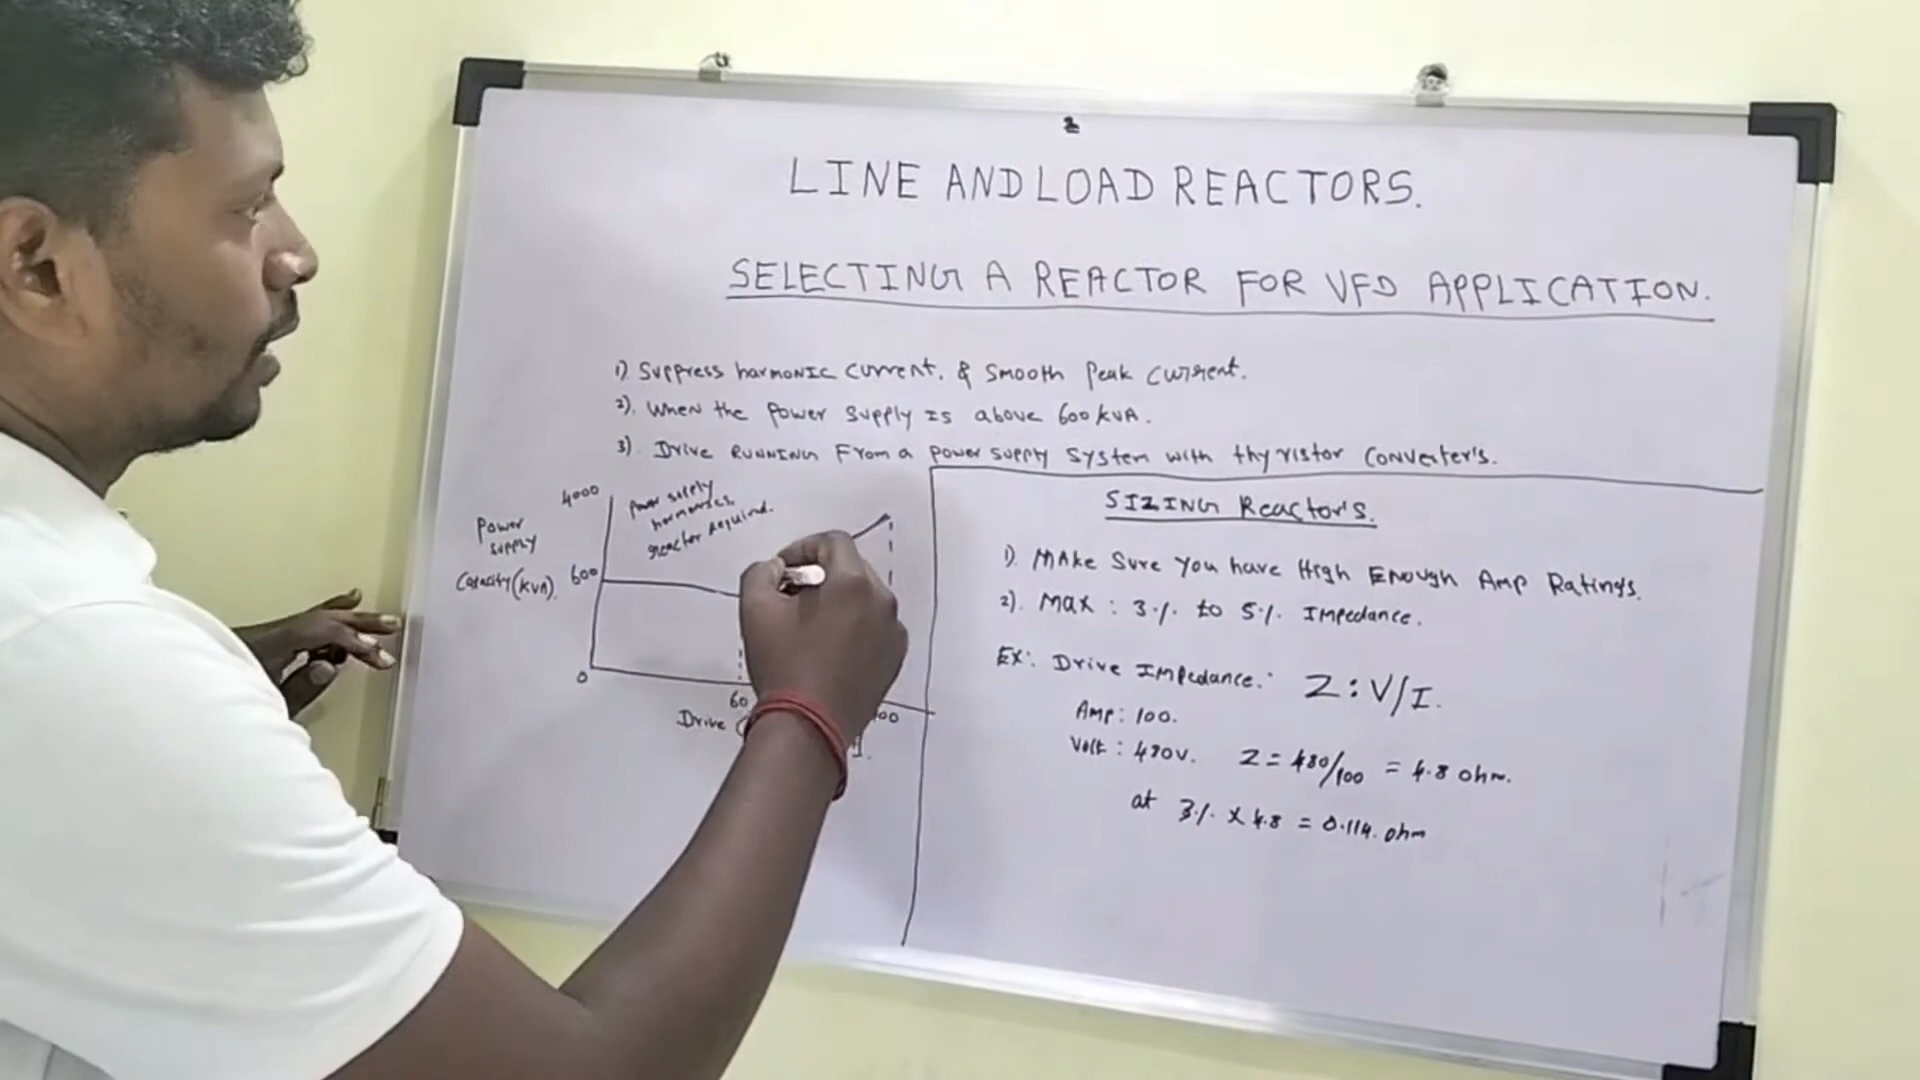 LINE AND LOAD REACTORS.
SELECTING A REACTOR FOR VFD APPLICATION.
1) Suppress harmonic current. & Smooth Peak Current.
2). When the Power Supply is above 600 kVA.
3). Drive Running From a power supply system with thyristor Converter's.
4000
Power supply
harmonics.
reactor required.
Power
supply
Capacity (KVA).
600
0
60
100
Drive
SIZING Reactor's.
1). Make Sure You have High Enough Amp Ratings.
2). Max : 3% to 5% Impedance.
Ex: Drive Impedance: Z : V/I.
Amp: 100.
Volt : 480v. Z = 480/100 = 4.8 ohm.
at 3% x 4.8 = 0.114. ohm